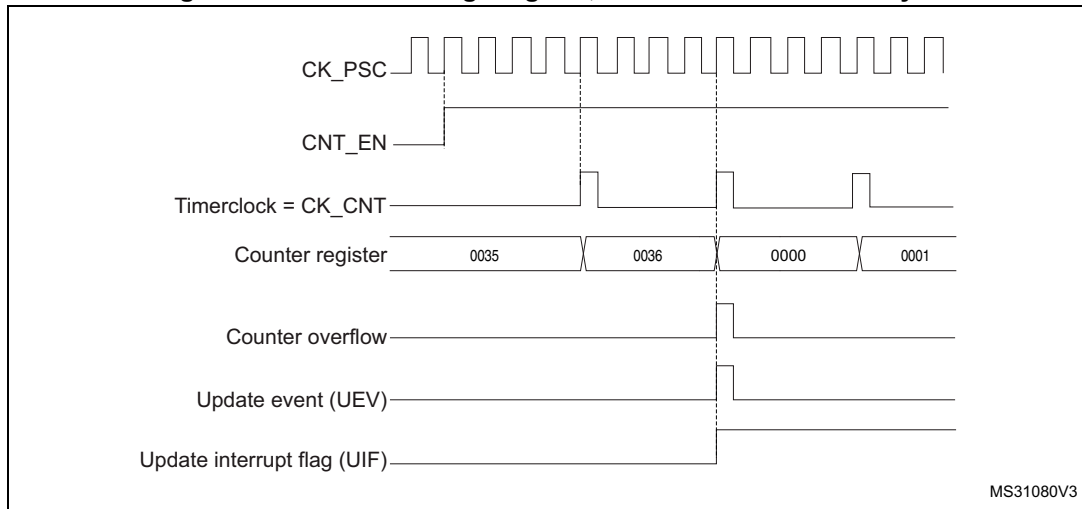 CK_PSC
CNT_EN
Timerclock = CK_CNT
Counter register 0035 0036 0000 0001
Counter overflow
Update event (UEV)
Update interrupt flag (UIF)
MS31080V3